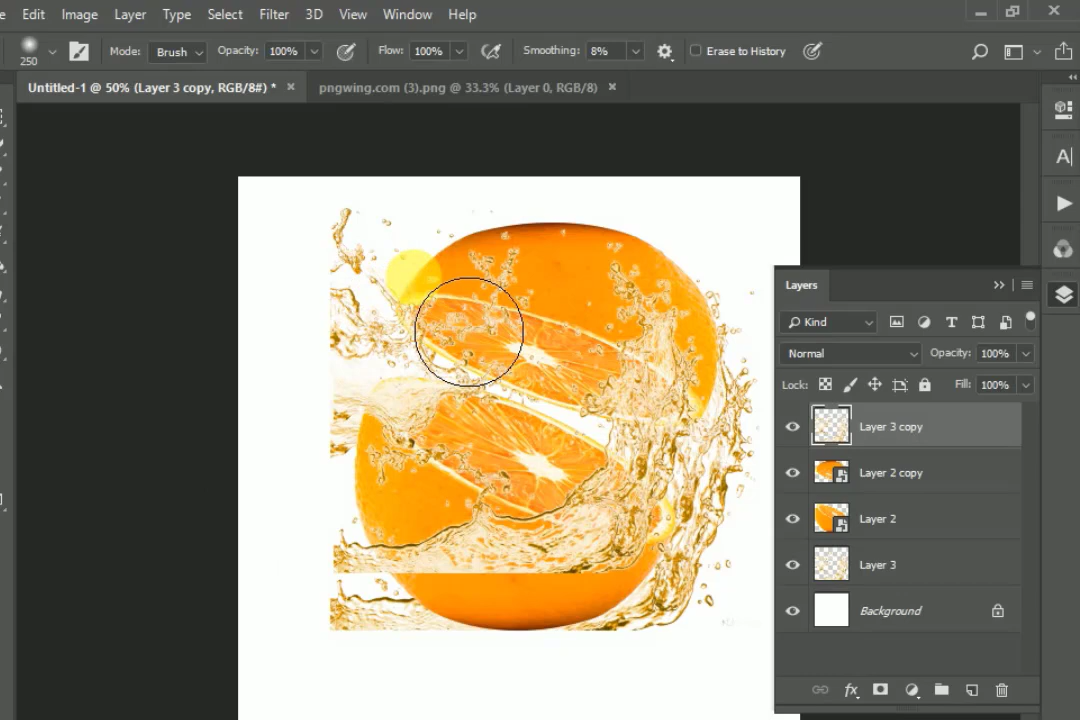 Edit Image Layer Type Select Filter 3D View Window Help
250 Mode: Brush Opacity: 100% Flow: 100% Smoothing: 8% Erase to History
Untitled-1 @ 50% (Layer 3 copy, RGB/8#) * × pngwing.com (3).png @ 33.3% (Layer 0, RGB/8) ×
A
Layers
Kind T
Normal Opacity: 100%
Lock: Fill: 100%
Layer 3 copy
Layer 2 copy
Layer 2
Layer 3
Background
fx